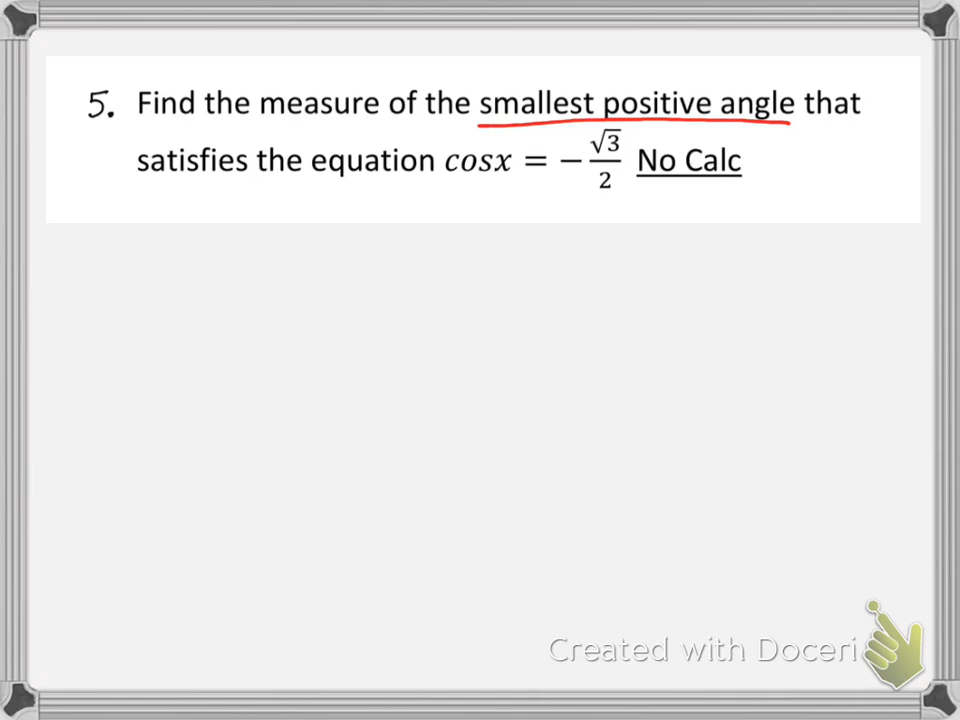 5. Find the measure of the smallest positive angle that
satisfies the equation cosx = −√3/2 No Calc
Created with Doceri